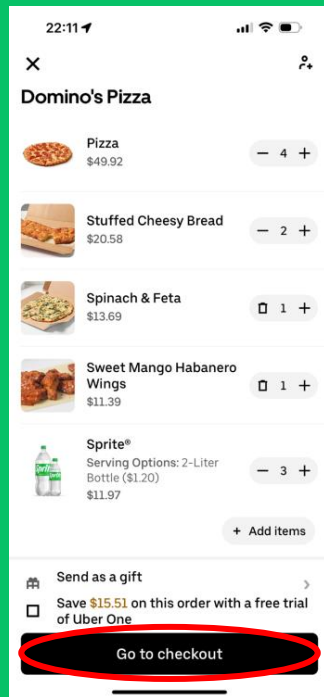 22:11
Domino's Pizza
Pizza
$49.92
4
Stuffed Cheesy Bread
$20.58
2
Spinach & Feta
$13.69
1
Sweet Mango Habanero
Wings
$11.39
1
Sprite®
Serving Options: 2-Liter
Bottle ($1.20)
$11.97
3
+ Add items
Send as a gift
Save $15.51 on this order with a free trial
of Uber One
Go to checkout